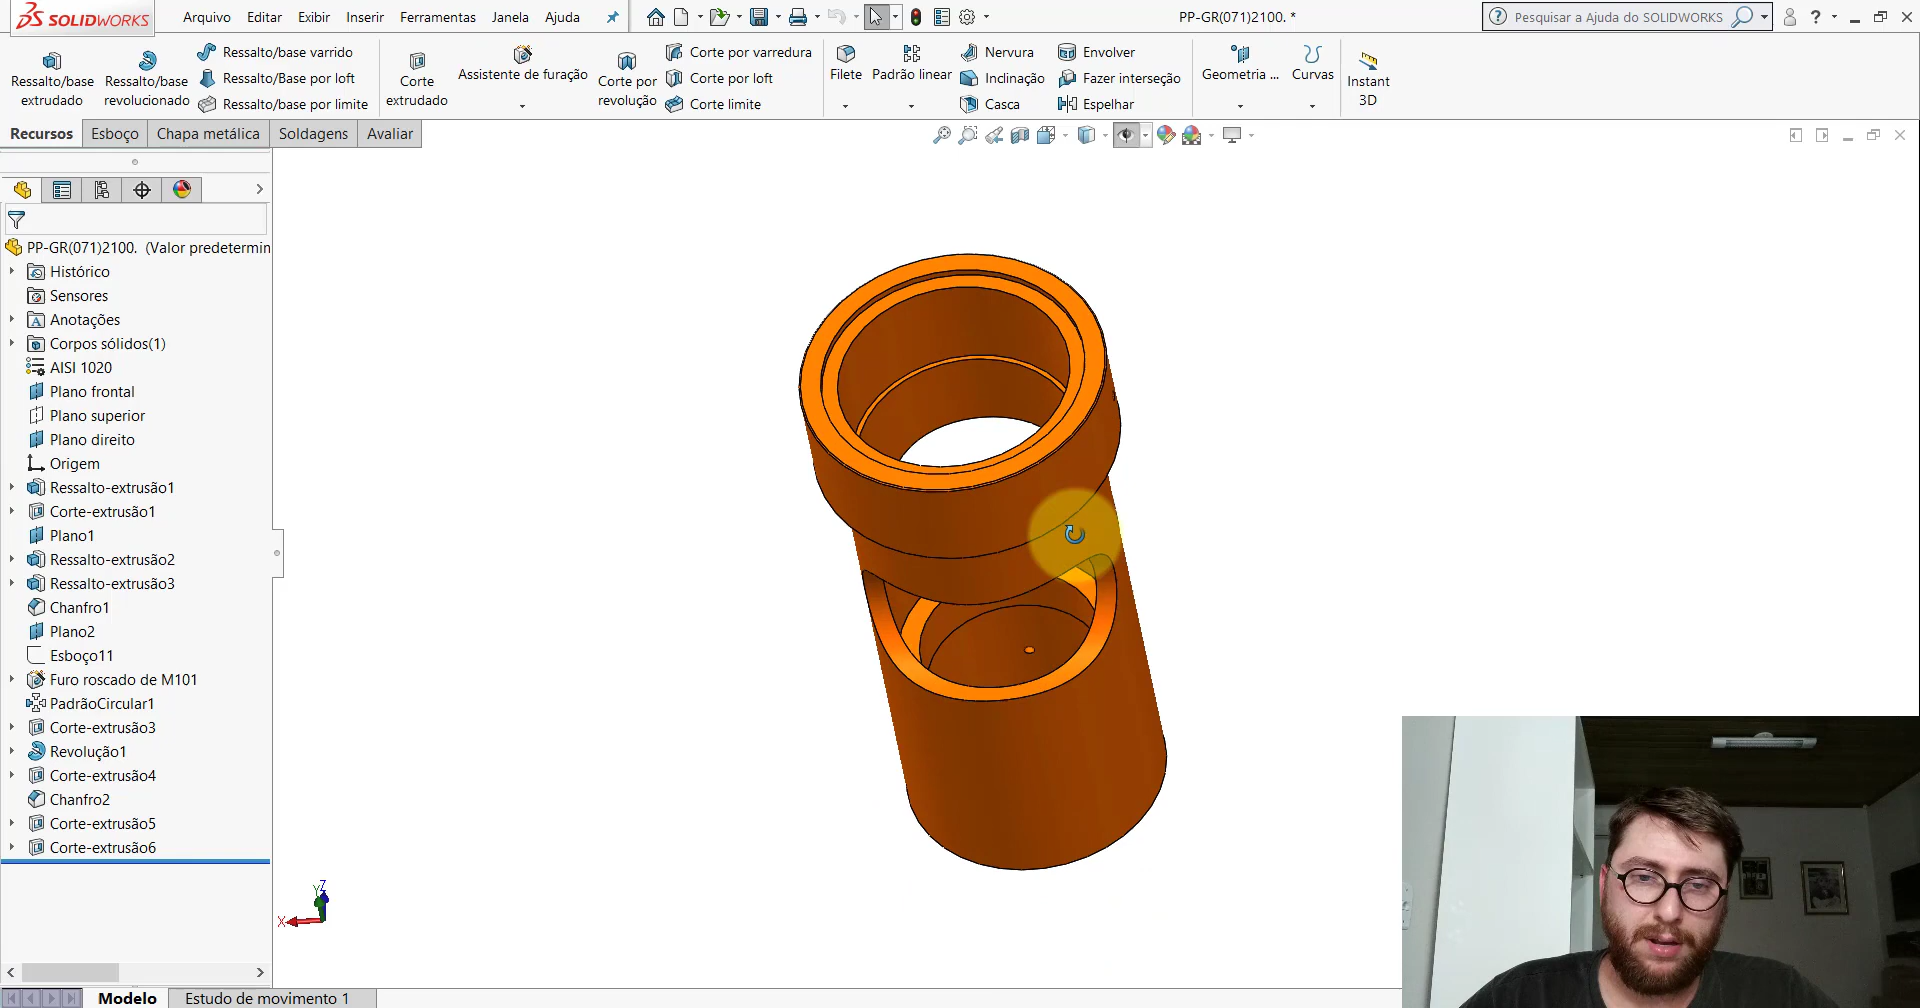 SOLIDWORKS
Arquivo Editar Exibir Inserir Ferramentas Janela Ajuda
PP-GR(071)2100. *
Pesquisar a Ajuda do SOLIDWORKS
Ressalto/base extrudado
Ressalto/base revolucionado
Ressalto/base varrido
Ressalto/Base por loft
Ressalto/base por limite
Corte extrudado
Assistente de furação
Corte por revolução
Corte por varredura
Corte por loft
Corte limite
Filete
Padrão linear
Nervura
Inclinação
Casca
Envolver
Fazer interseção
Espelhar
Geometria ...
Curvas
Instant 3D
Recursos Esboço Chapa metálica Soldagens Avaliar
PP-GR(071)2100. (Valor predetermin
Histórico
Sensores
Anotações
Corpos sólidos(1)
AISI 1020
Plano frontal
Plano superior
Plano direito
Origem
Ressalto-extrusão1
Corte-extrusão1
Plano1
Ressalto-extrusão2
Ressalto-extrusão3
Chanfro1
Plano2
Esboço11
Furo roscado de M101
PadrãoCircular1
Corte-extrusão3
Revolução1
Corte-extrusão4
Chanfro2
Corte-extrusão5
Corte-extrusão6
Z
Y
X
Modelo Estudo de movimento 1